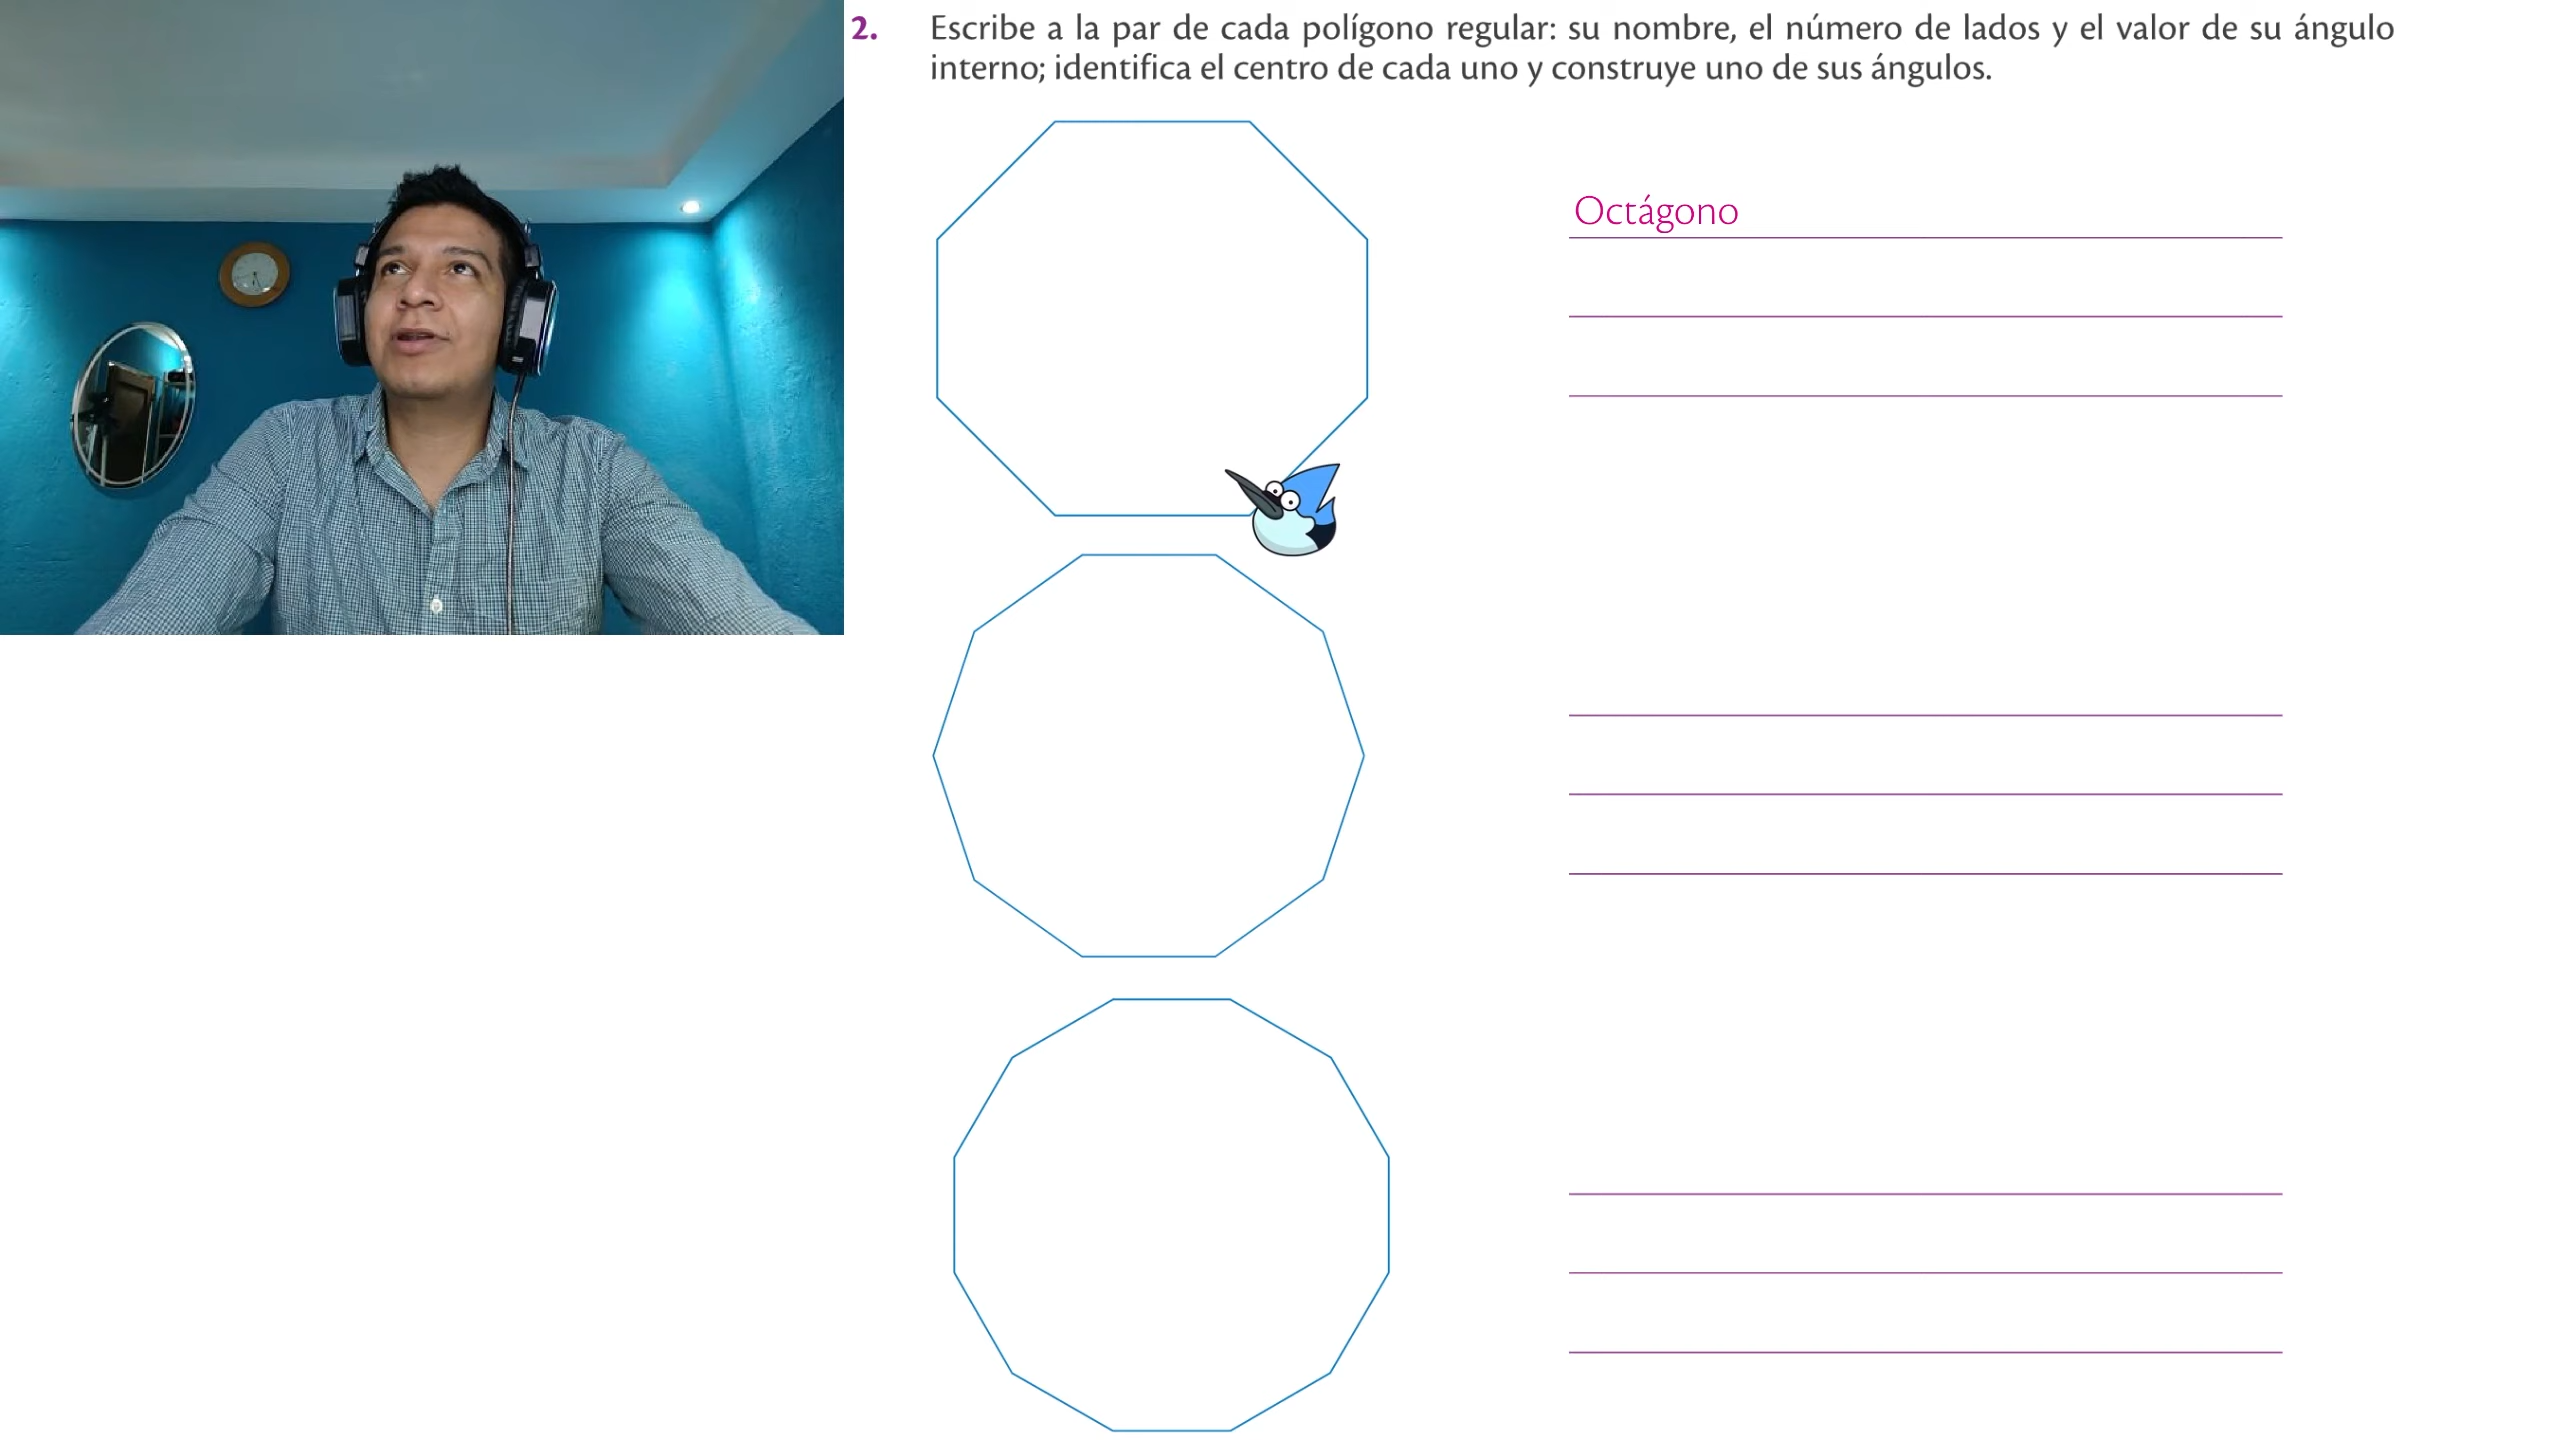 2. Escribe a la par de cada polígono regular: su nombre, el número de lados y el valor de su ángulo
interno; identifica el centro de cada uno y construye uno de sus ángulos.
Octágono